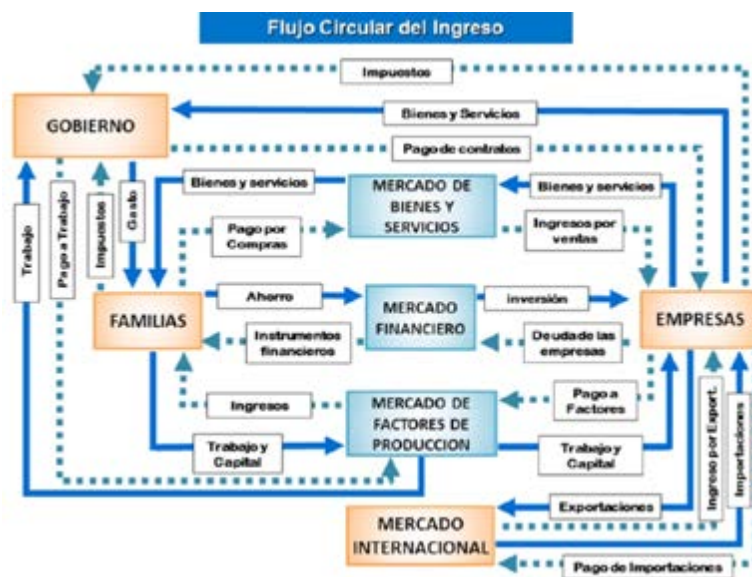 Flujo Circular del Ingreso
Impuestos
GOBIERNO
Bienes y Servicios
Pago de contratos
Bienes y servicios
MERCADO DE
BIENES Y
SERVICIOS
Bienes y servicios
Trabajo
Pago a Trabajo
Impuestos
Gasto
Pago por
Compras
Ingresos por
ventas
FAMILIAS
Ahorro
MERCADO
FINANCIERO
inversión
EMPRESAS
Instrumentos
financieros
Deuda de las
empresas
Ingresos
MERCADO DE
FACTORES DE
PRODUCCION
Pago a
Factores
Trabajo y
Capital
Trabajo y
Capital
Ingreso por Export.
Importaciones
Exportaciones
MERCADO
INTERNACIONAL
Pago de Importaciones